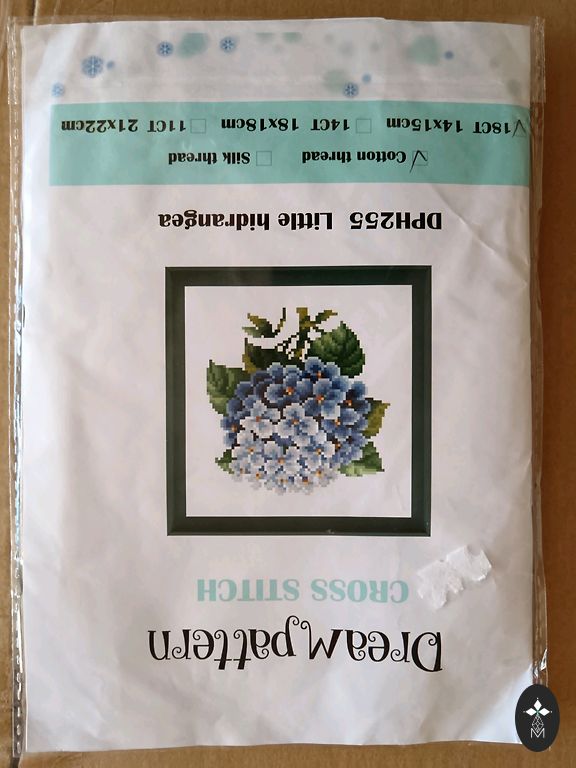 Dream pattern
CROSS STITCH
DPH255 Little hidrangea
☑ Cotton thread ☐ Silk thread
☑ 18CT 14x15cm ☐ 14CT 18x18cm ☐ 11CT 21x22cm